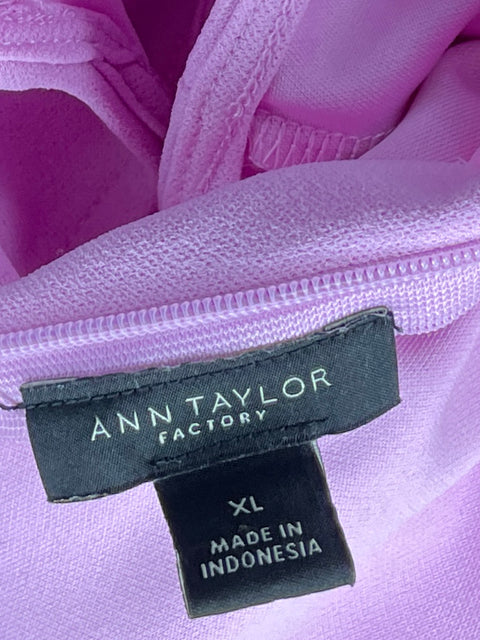 ANN TAYLOR
FACTORY
XL
MADE IN
INDONESIA